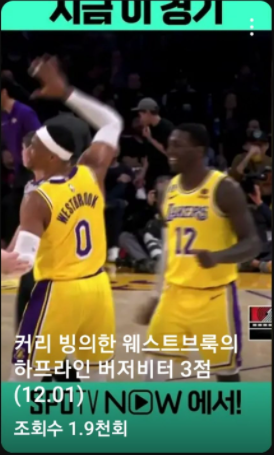 지금 이 경기
WESTBROOK
0
LAKERS
12
커리 빙의한 웨스트브룩의
하프라인 버저비터 3점
(12.01)
SPOTV NOW 에서!
조회수 1.9천회